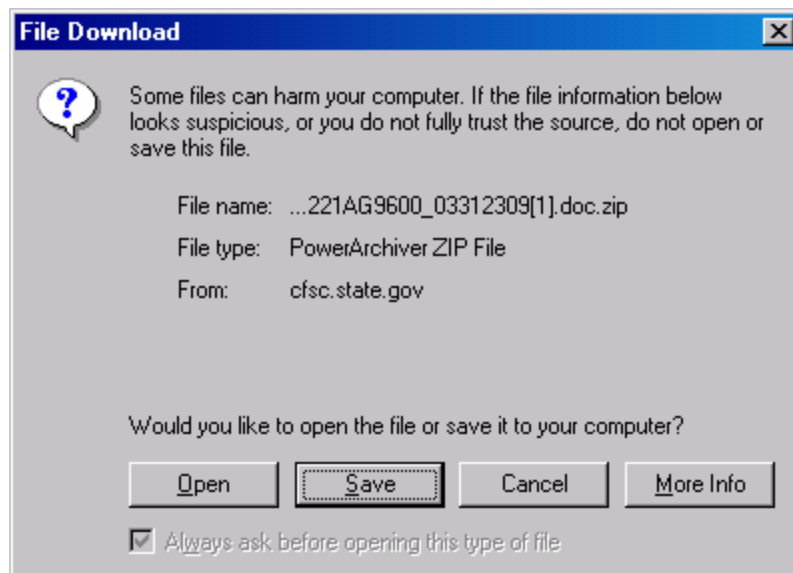 File Download
Some files can harm your computer. If the file information below
looks suspicious, or you do not fully trust the source, do not open or
save this file.
File name: ...221AG9600_03312309[1].doc.zip
File type: PowerArchiver ZIP File
From: cfsc.state.gov
Would you like to open the file or save it to your computer?
Open Save Cancel More Info
Always ask before opening this type of file